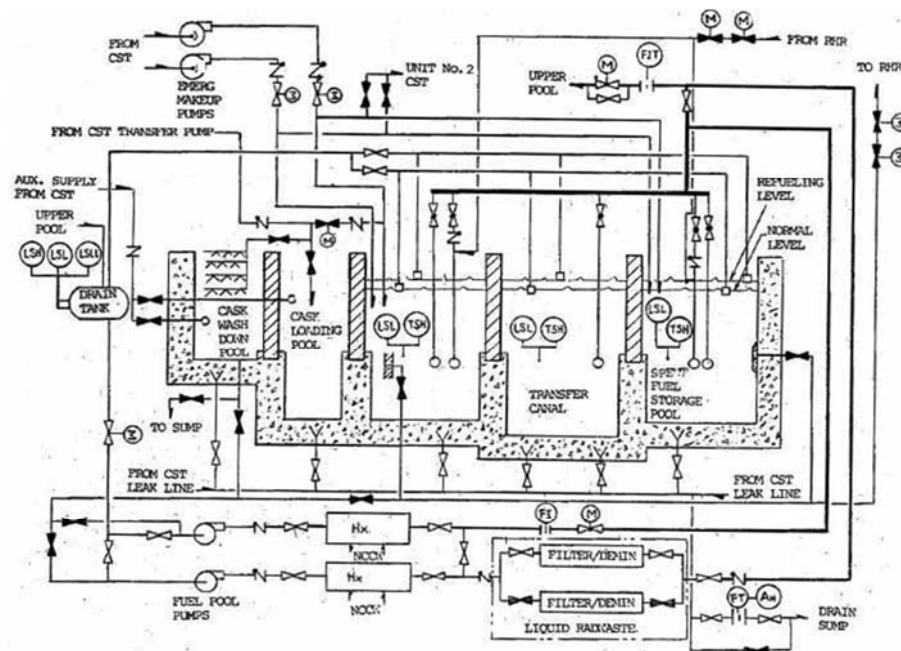 FROM
CST
EMERG
MAKEUP
PUMPS
M
M
UNIT No. 2
CST
UPPER
POOL
M
FIT
M
M
FROM RHR
TO RHR
M
M
FROM CST TRANSFER PUMP
AUX. SUPPLY
FROM CST
UPPER
POOL
LSH
LSL
LSLL
DRAIN
TANK
M
REFUELING
LEVEL
NORMAL
LEVEL
CASK
WASH
DOWN
POOL
CASK
LOADING
POOL
LSL
TSH
LSL
TSH
LSL
TSH
TRANSFER
CANAL
SPENT
FUEL
STORAGE
POOL
TO SUMP
M
FROM CST
LEAK LINE
FROM CST
LEAK LINE
FI
M
Hx
NCCW
Hx
NCCW
FUEL POOL
PUMPS
FILTER/DEMIN
FILTER/DEMIN
LIQUID RADWASTE
FT
DRAIN
SUMP